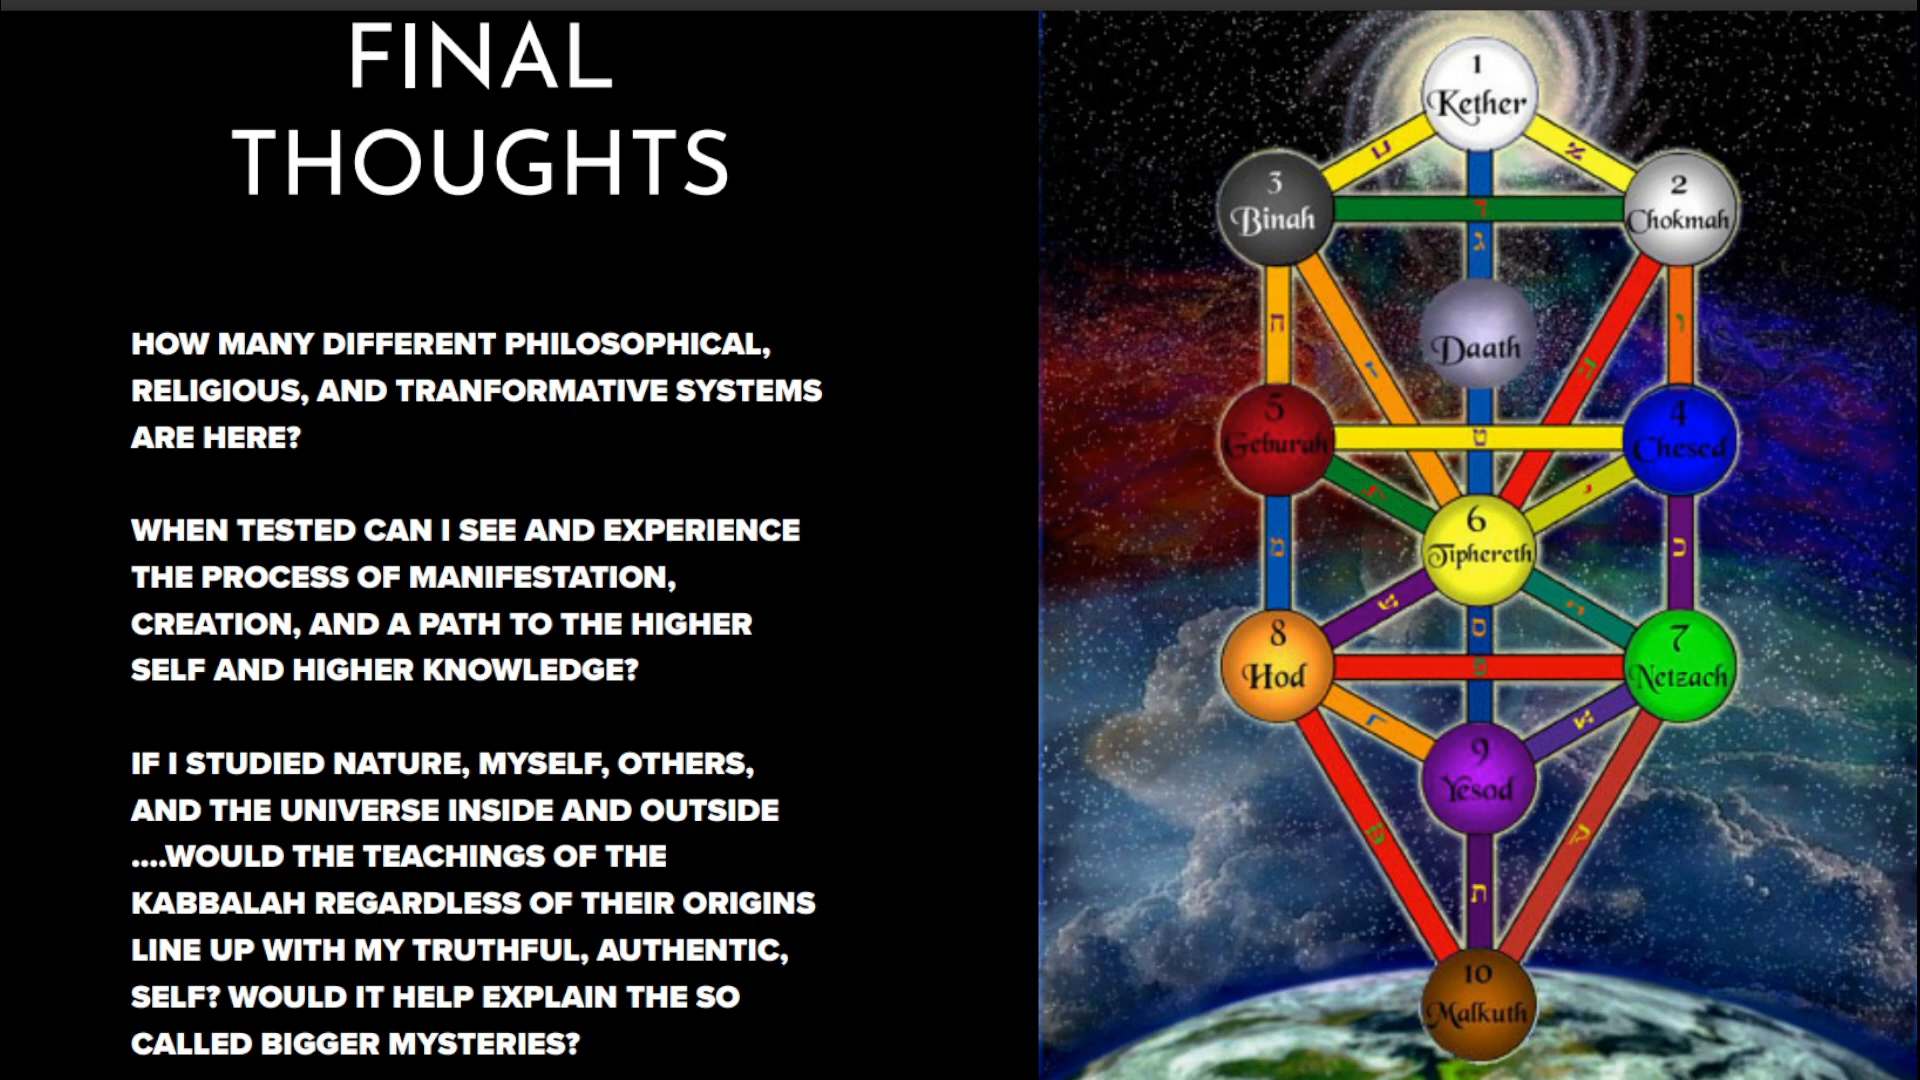 FINAL
THOUGHTS
HOW MANY DIFFERENT PHILOSOPHICAL,
RELIGIOUS, AND TRANFORMATIVE SYSTEMS
ARE HERE?
WHEN TESTED CAN I SEE AND EXPERIENCE
THE PROCESS OF MANIFESTATION,
CREATION, AND A PATH TO THE HIGHER
SELF AND HIGHER KNOWLEDGE?
IF I STUDIED NATURE, MYSELF, OTHERS,
AND THE UNIVERSE INSIDE AND OUTSIDE
....WOULD THE TEACHINGS OF THE
KABBALAH REGARDLESS OF THEIR ORIGINS
LINE UP WITH MY TRUTHFUL, AUTHENTIC,
SELF? WOULD IT HELP EXPLAIN THE SO
CALLED BIGGER MYSTERIES?
1
Kether
3
Binah
2
Chokmah
ד
ג
Daath
ח
5
Geburah
4
Chesed
ט
6
Tiphereth
ס
8
Hod
7
Netzach
פ
9
Yesod
ת
10
Malkuth